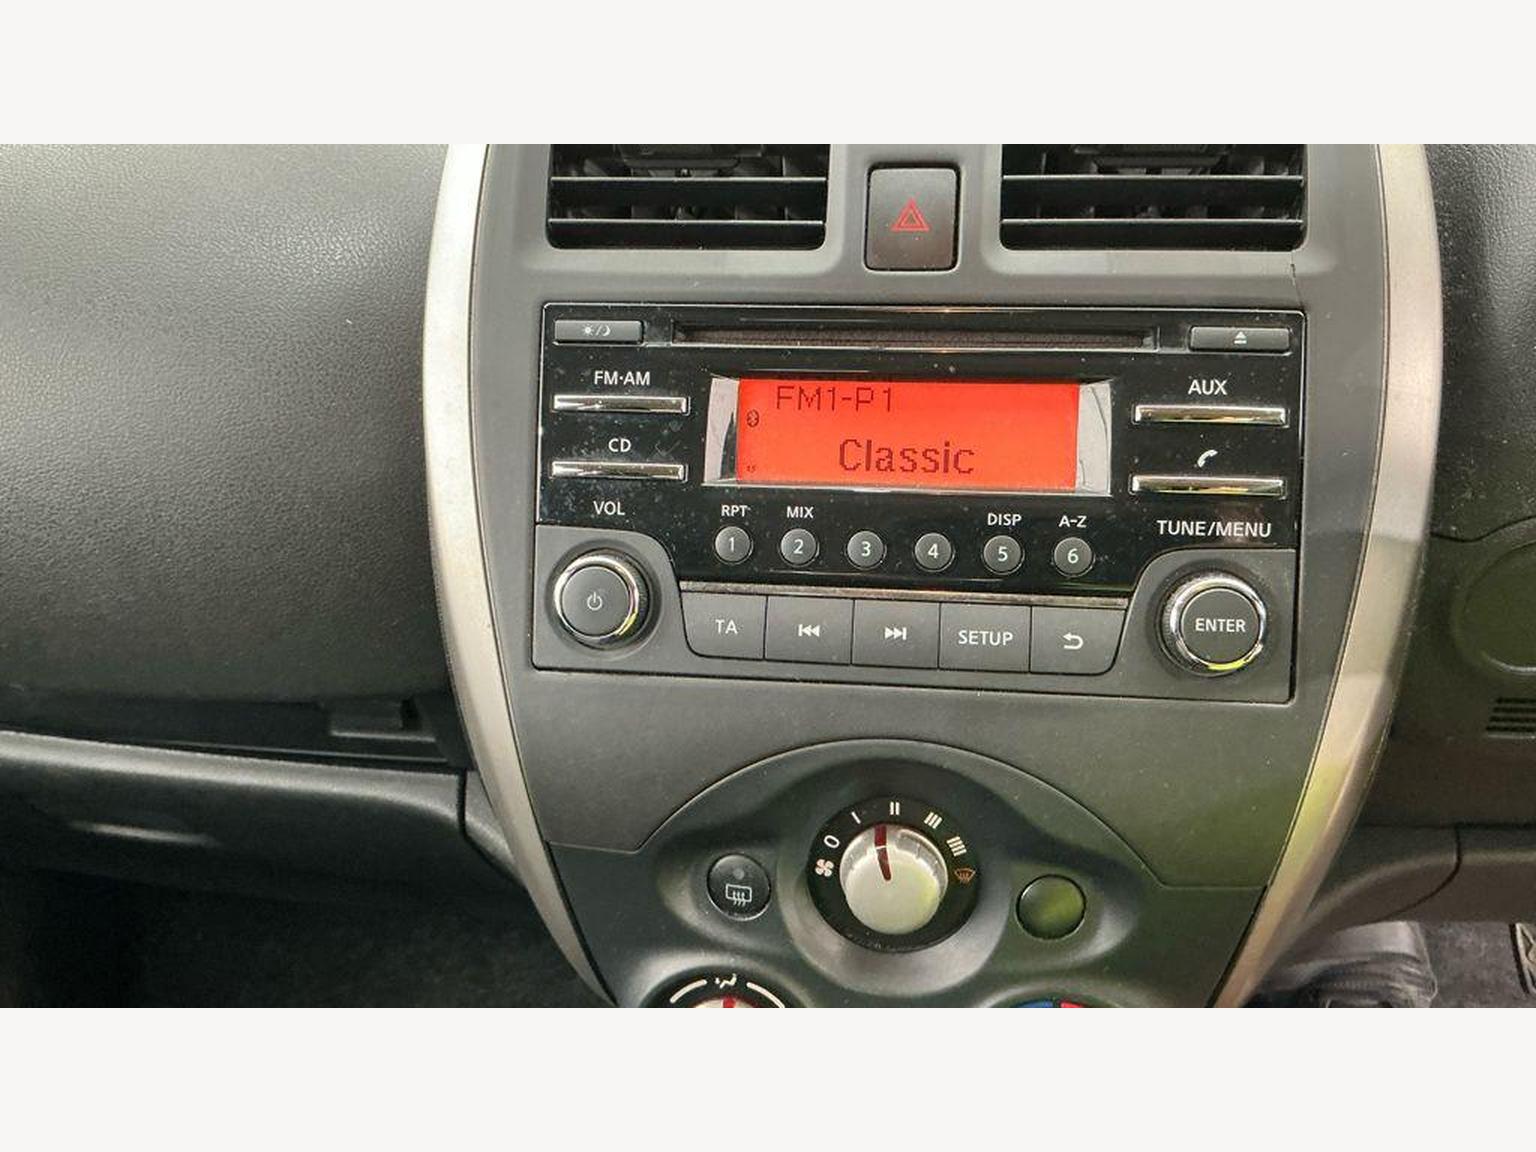 FM·AM
CD
VOL
FM1-P1
Classic
AUX
TUNE/MENU
RPT
MIX
DISP
A-Z
1
2
3
4
5
6
TA
SETUP
ENTER
0
I
II
III
IIII